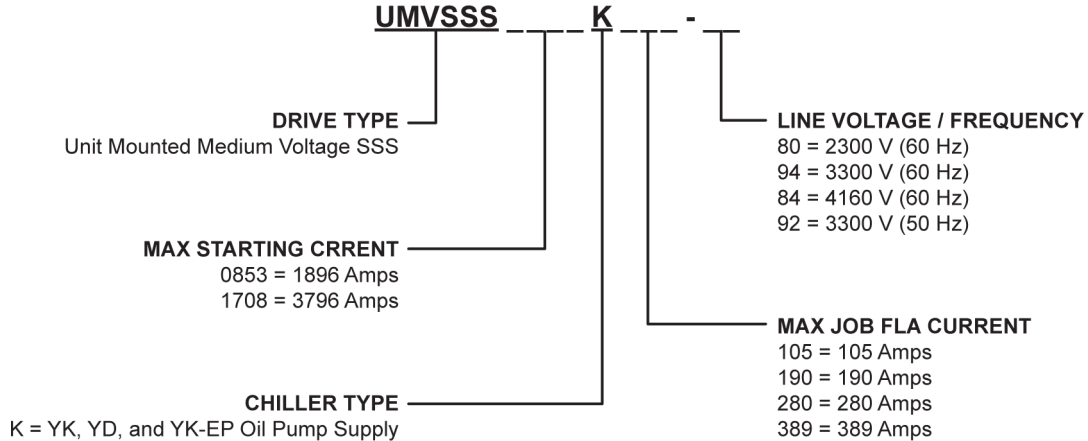 UMVSSS ____ K ___ - __
DRIVE TYPE
Unit Mounted Medium Voltage SSS
MAX STARTING CRRENT
0853 = 1896 Amps
1708 = 3796 Amps
CHILLER TYPE
K = YK, YD, and YK-EP Oil Pump Supply
LINE VOLTAGE / FREQUENCY
80 = 2300 V (60 Hz)
94 = 3300 V (60 Hz)
84 = 4160 V (60 Hz)
92 = 3300 V (50 Hz)
MAX JOB FLA CURRENT
105 = 105 Amps
190 = 190 Amps
280 = 280 Amps
389 = 389 Amps